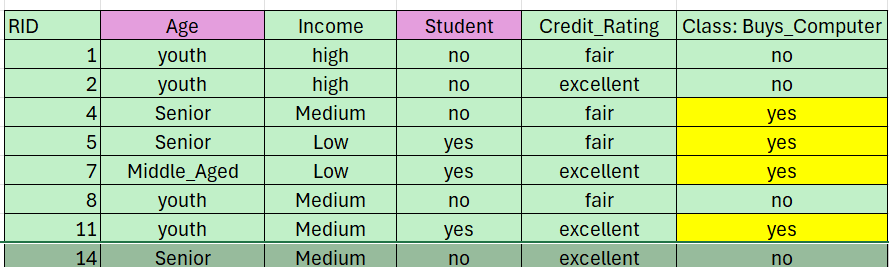 RID Age Income Student Credit_Rating Class: Buys_Computer
1 youth high no fair no
2 youth high no excellent no
4 Senior Medium no fair yes
5 Senior Low yes fair yes
7 Middle_Aged Low yes excellent yes
8 youth Medium no fair no
11 youth Medium yes excellent yes
14 Senior Medium no excellent no